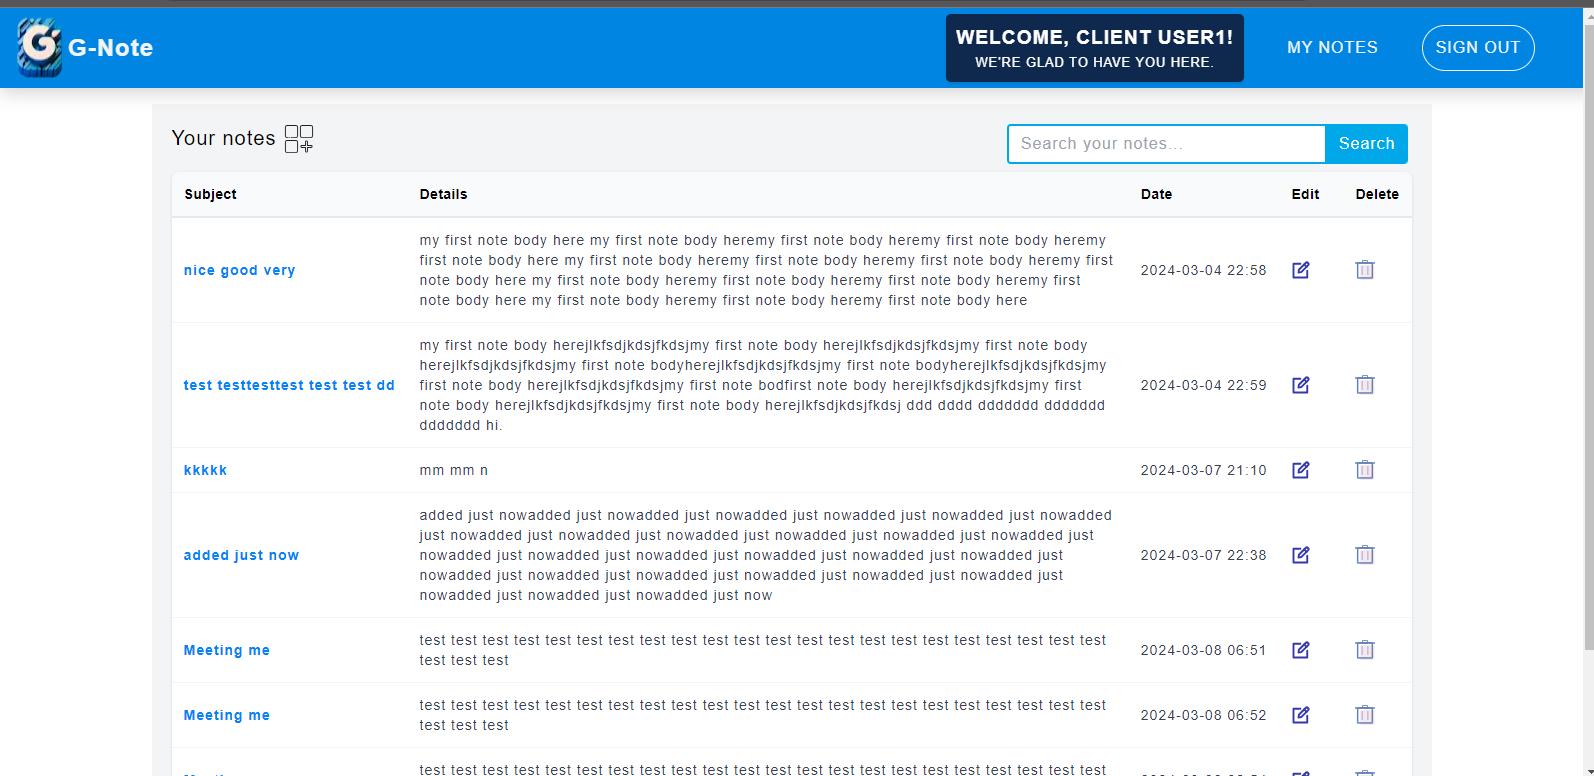 G-Note
WELCOME, CLIENT USER1!
WE'RE GLAD TO HAVE YOU HERE.
MY NOTES
SIGN OUT
Your notes
Search your notes...
Search
Subject Details Date Edit Delete
nice good very
my first note body here my first note body heremy first note body heremy first note body heremy
first note body here my first note body heremy first note body heremy first note body heremy first
note body here my first note body heremy first note body heremy first note body heremy first
note body here my first note body heremy first note body heremy first note body here
2024-03-04 22:58
test testtesttest test test dd
my first note body herejlkfsdjkdsjfkdsjmy first note body herejlkfsdjkdsjfkdsjmy first note body
herejlkfsdjkdsjfkdsjmy first note bodyherejlkfsdjkdsjfkdsjmy first note bodyherejlkfsdjkdsjfkdsjmy
first note body herejlkfsdjkdsjfkdsjmy first note bodfirst note body herejlkfsdjkdsjfkdsjmy first
note body herejlkfsdjkdsjfkdsjmy first note body herejlkfsdjkdsjfkdsj ddd dddd ddddddd ddddddd
ddddddd hi.
2024-03-04 22:59
kkkkk
mm mm n
2024-03-07 21:10
added just now
added just nowadded just nowadded just nowadded just nowadded just nowadded just nowadded
just nowadded just nowadded just nowadded just nowadded just nowadded just nowadded just
nowadded just nowadded just nowadded just nowadded just nowadded just nowadded just
nowadded just nowadded just nowadded just nowadded just nowadded just nowadded just
nowadded just nowadded just nowadded just now
2024-03-07 22:38
Meeting me
test test test test test test test test test test test test test test test test test test test test test test
test test test
2024-03-08 06:51
Meeting me
test test test test test test test test test test test test test test test test test test test test test test
test test test
2024-03-08 06:52
test test test test test test test test test test test test test test test test test test test test test test